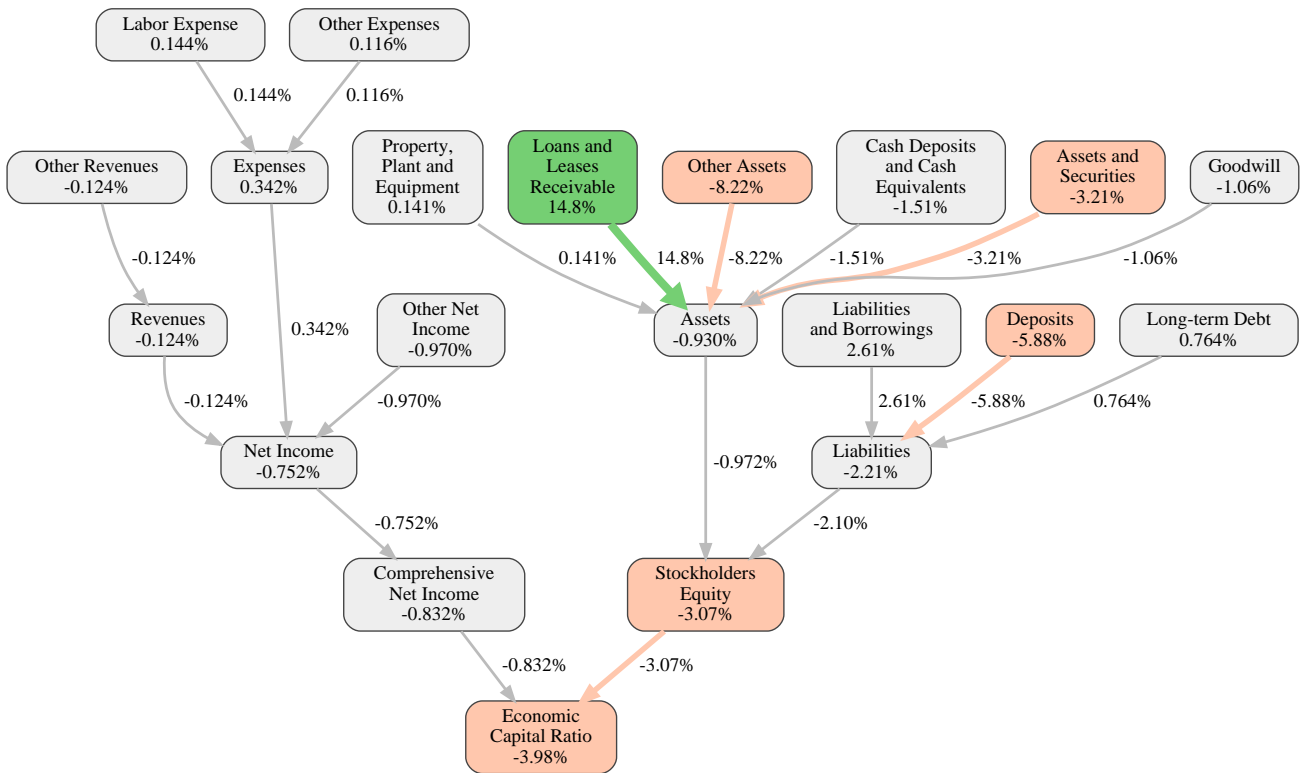 Labor Expense
0.144%
Other Expenses
0.116%
0.144%
0.116%
Other Revenues
-0.124%
Expenses
0.342%
Property,
Plant and
Equipment
0.141%
Loans and
Leases
Receivable
14.8%
Other Assets
-8.22%
Cash Deposits
and Cash
Equivalents
-1.51%
Assets and
Securities
-3.21%
Goodwill
-1.06%
-0.124%
0.342%
0.141%
14.8%
-8.22%
-1.51%
-3.21%
-1.06%
Revenues
-0.124%
Other Net
Income
-0.970%
Assets
-0.930%
Liabilities
and Borrowings
2.61%
Deposits
-5.88%
Long-term Debt
0.764%
-0.124%
-0.970%
2.61%
-5.88%
0.764%
Net Income
-0.752%
-0.972%
Liabilities
-2.21%
-0.752%
-2.10%
Comprehensive
Net Income
-0.832%
Stockholders
Equity
-3.07%
-0.832%
-3.07%
Economic
Capital Ratio
-3.98%